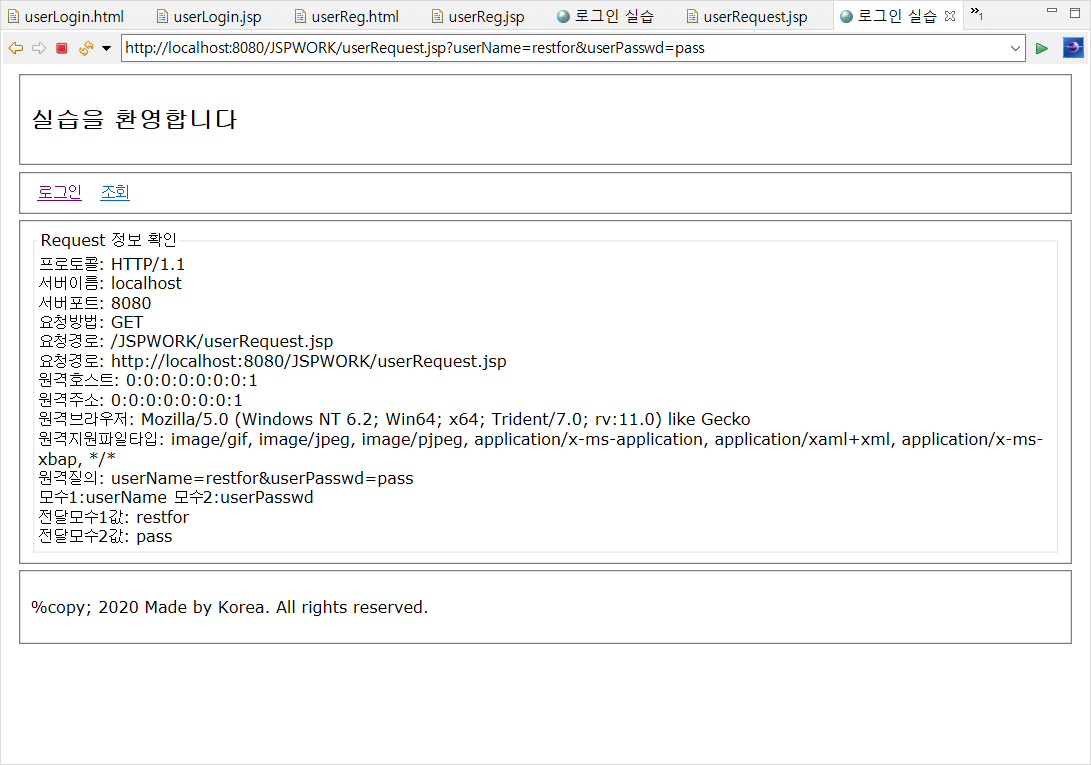 userLogin.html userLogin.jsp userReg.html userReg.jsp 로그인 실습 userRequest.jsp 로그인 실습 »1
http://localhost:8080/JSPWORK/userRequest.jsp?userName=restfor&userPasswd=pass
실습을 환영합니다
로그인 조회
Request 정보 확인
프로토콜: HTTP/1.1
서버이름: localhost
서버포트: 8080
요청방법: GET
요청경로: /JSPWORK/userRequest.jsp
요청경로: http://localhost:8080/JSPWORK/userRequest.jsp
원격호스트: 0:0:0:0:0:0:0:1
원격주소: 0:0:0:0:0:0:0:1
원격브라우저: Mozilla/5.0 (Windows NT 6.2; Win64; x64; Trident/7.0; rv:11.0) like Gecko
원격지원파일타입: image/gif, image/jpeg, image/pjpeg, application/x-ms-application, application/xaml+xml, application/x-ms-
xbap, */*
원격질의: userName=restfor&userPasswd=pass
모수1:userName 모수2:userPasswd
전달모수1값: restfor
전달모수2값: pass
%copy; 2020 Made by Korea. All rights reserved.